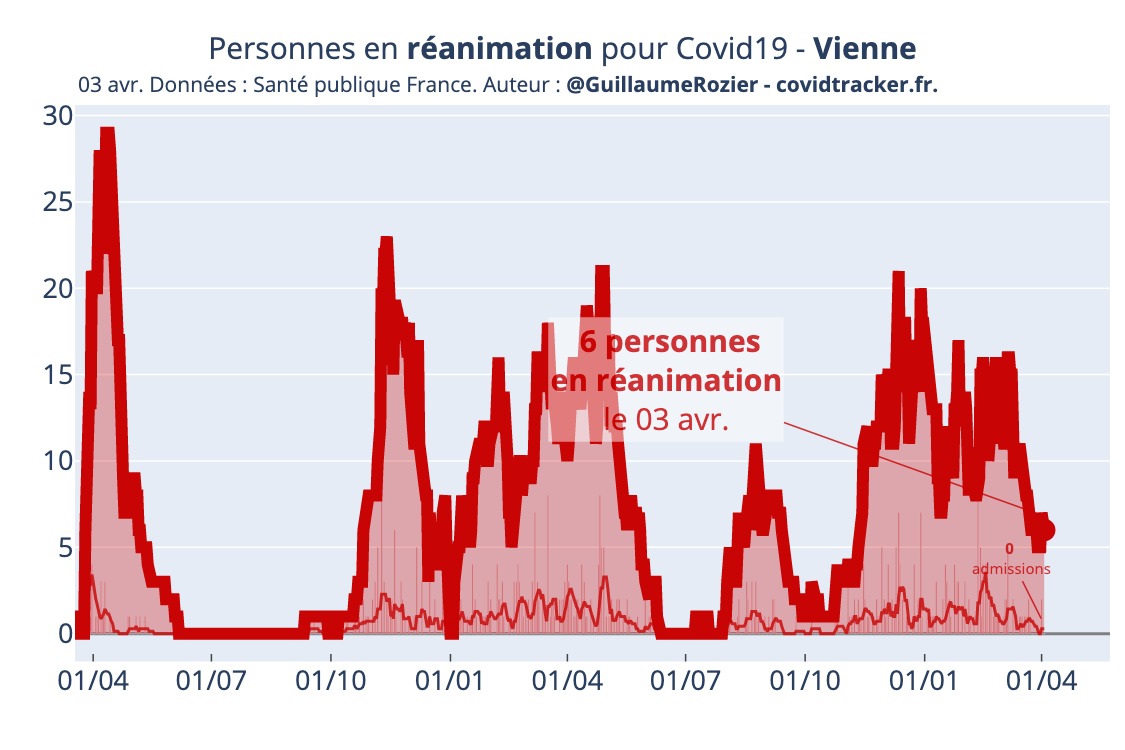 Personnes en réanimation pour Covid19 - Vienne
03 avr. Données : Santé publique France. Auteur : @GuillaumeRozier - covidtracker.fr.
30
25
20
15
10
5
0
6 personnes
en réanimation
le 03 avr.
0
admissions
01/04 01/07 01/10 01/01 01/04 01/07 01/10 01/01 01/04